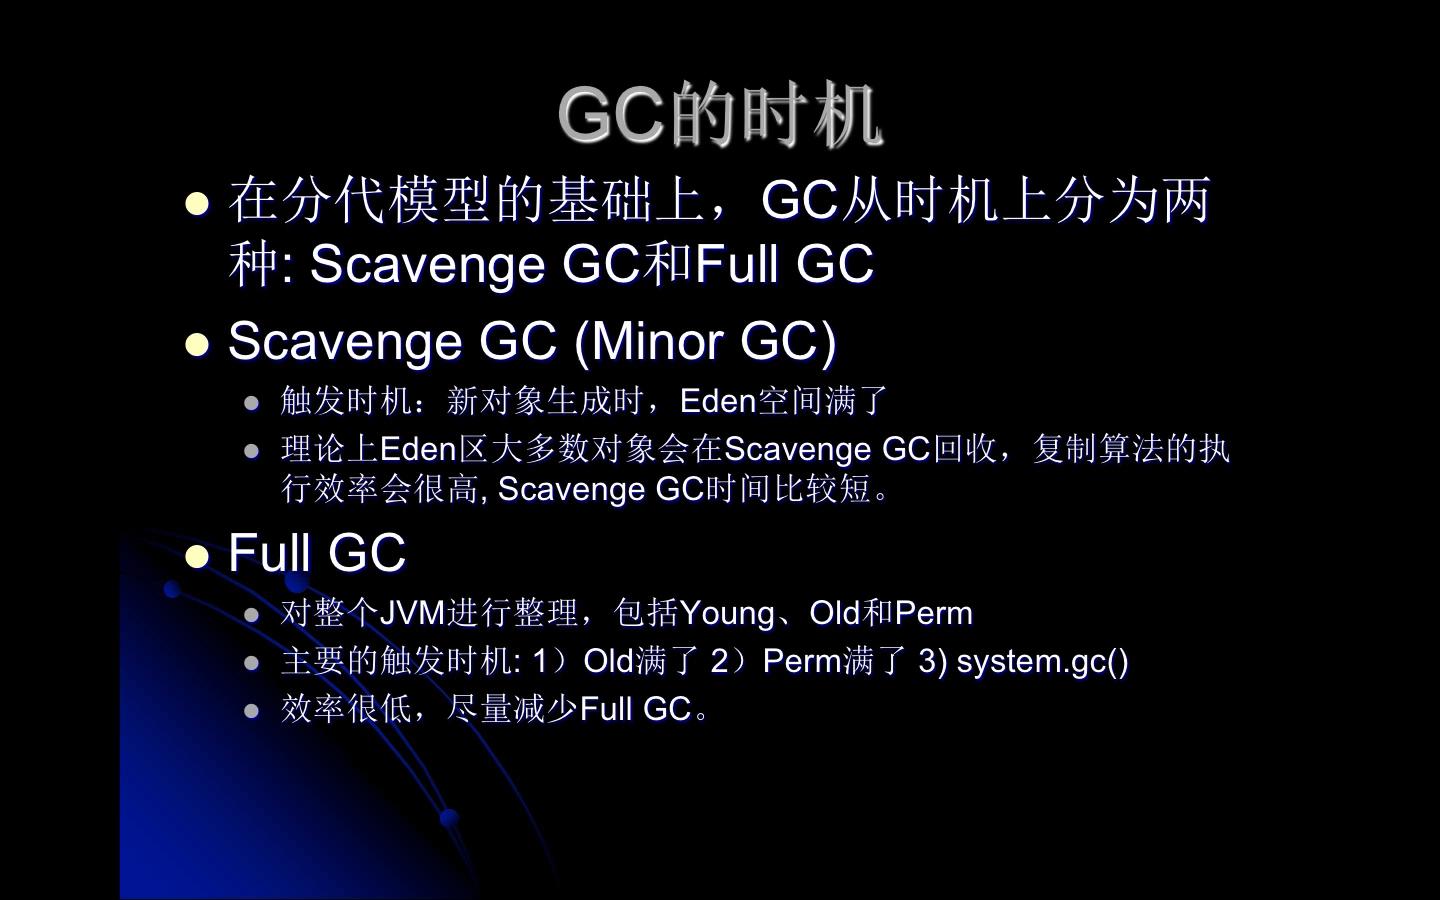 GC的时机
在分代模型的基础上，GC从时机上分为两
种: Scavenge GC和Full GC
Scavenge GC (Minor GC)
触发时机：新对象生成时，Eden空间满了
理论上Eden区大多数对象会在Scavenge GC回收，复制算法的执
行效率会很高, Scavenge GC时间比较短。
Full GC
对整个JVM进行整理，包括Young、Old和Perm
主要的触发时机: 1）Old满了 2）Perm满了 3) system.gc()
效率很低，尽量减少Full GC。